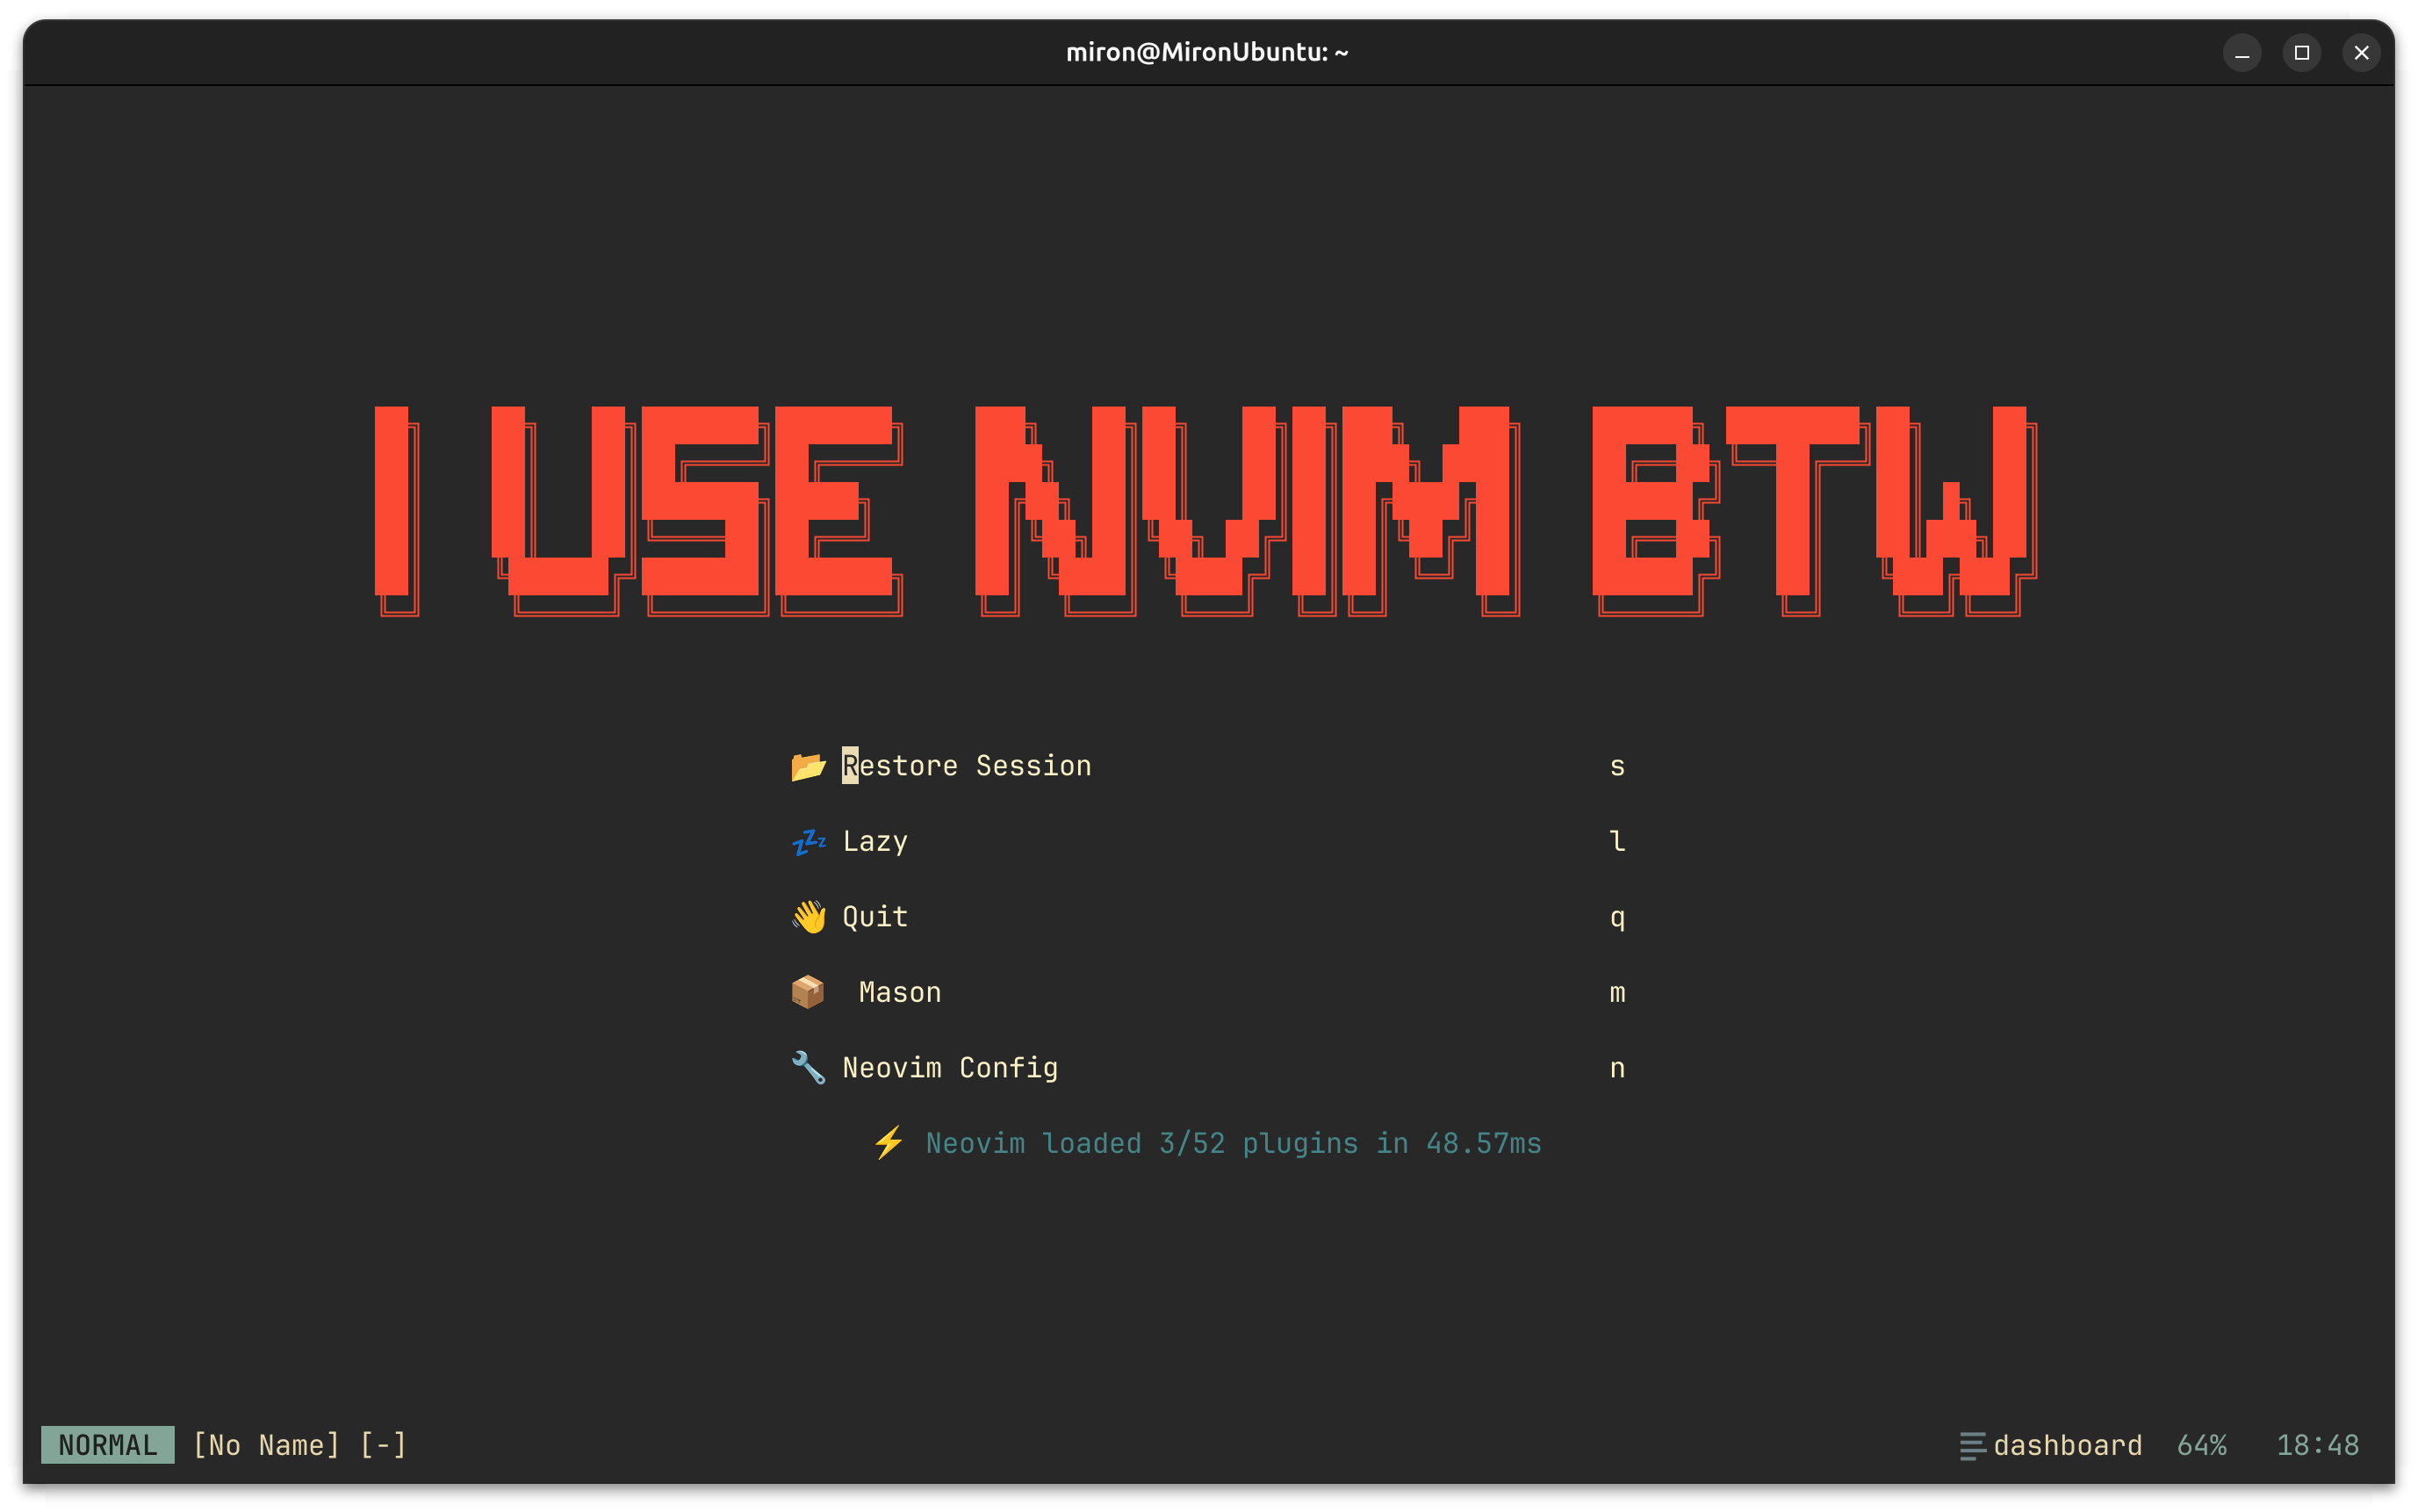 miron@MironUbuntu: ~
I USE NVIM BTW
Restore Session s
Lazy l
Quit q
Mason m
Neovim Config n
Neovim loaded 3/52 plugins in 48.57ms
NORMAL [No Name] [-] dashboard 64% 18:48